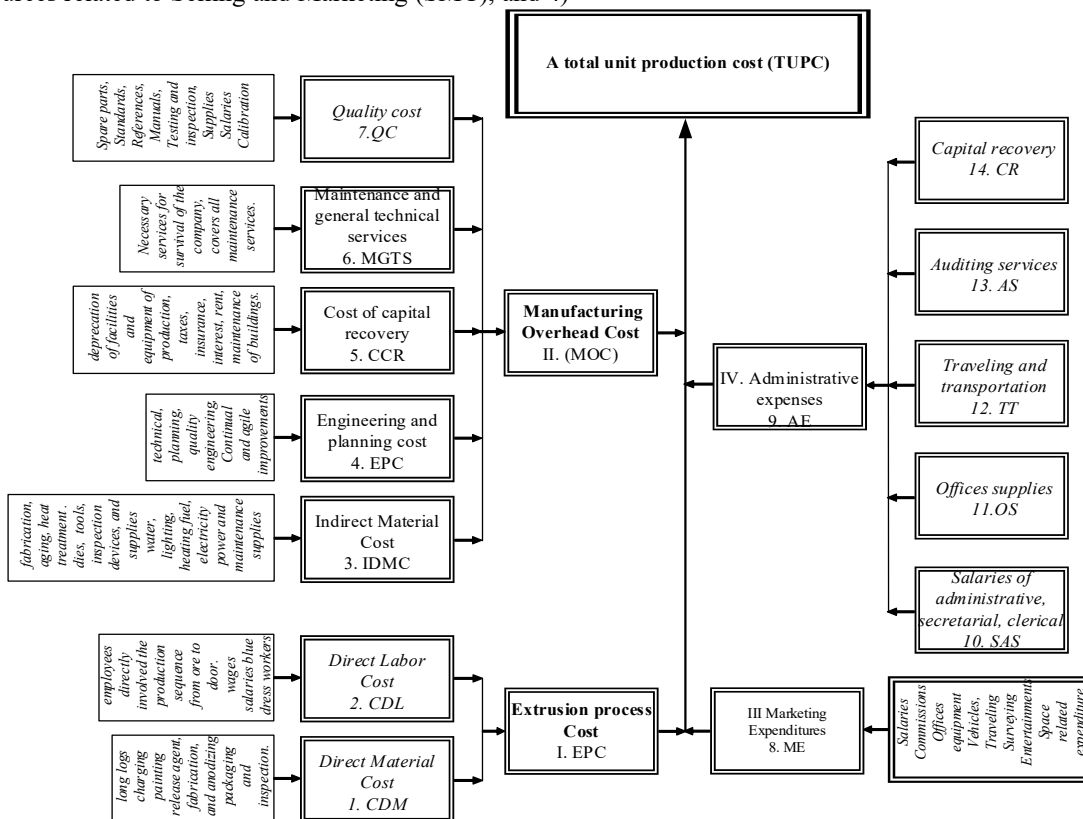 A total unit production cost (TUPC)
Spare parts,
Standards,
References,
Manuals,
Testing and
inspection,
Supplies
Salaries
Calibration
Quality cost
7.QC
Necessary
services for
survival of the
company,
covers all
maintenance
services.
Maintenance and
general technical
services
6. MGTS
deprecation
of facilities
and
equipment of
production,
taxes,
insurance,
interest, rent,
maintenance
of buildings.
Cost of capital
recovery
5. CCR
technical,
planning,
quality
engineering,
Continual
and agile
improvements
Engineering and
planning cost
4. EPC
fabrication,
aging, heat
treatment .
dies, tools,
inspection
devices, and
supplies
water,
lighting,
heating fuel,
electricity
power and
maintenance
supplies
Indirect Material
Cost
3. IDMC
employees
directly
involved the
production
sequence
from ore to
door.
wages
salaries blue
dress workers
Direct Labor
Cost
2. CDL
long logs
charging
painting
release agent,
fabrication,
and anodizing
packaging
and
inspection.
Direct Material
Cost
1. CDM
Manufacturing
Overhead Cost
II. (MOC)
Extrusion process
Cost
I. EPC
IV. Administrative
expenses
9. AE
III Marketing
Expenditures
8. ME
Capital recovery
14. CR
Auditing services
13. AS
Traveling and
transportation
12. TT
Offices supplies
11.OS
Salaries of
administrative,
secretarial, clerical
10. SAS
Salaries
Commissions
Offices
equipment
Vehicles,
Traveling
Surveying
Entertainments
Space
related
expenditure